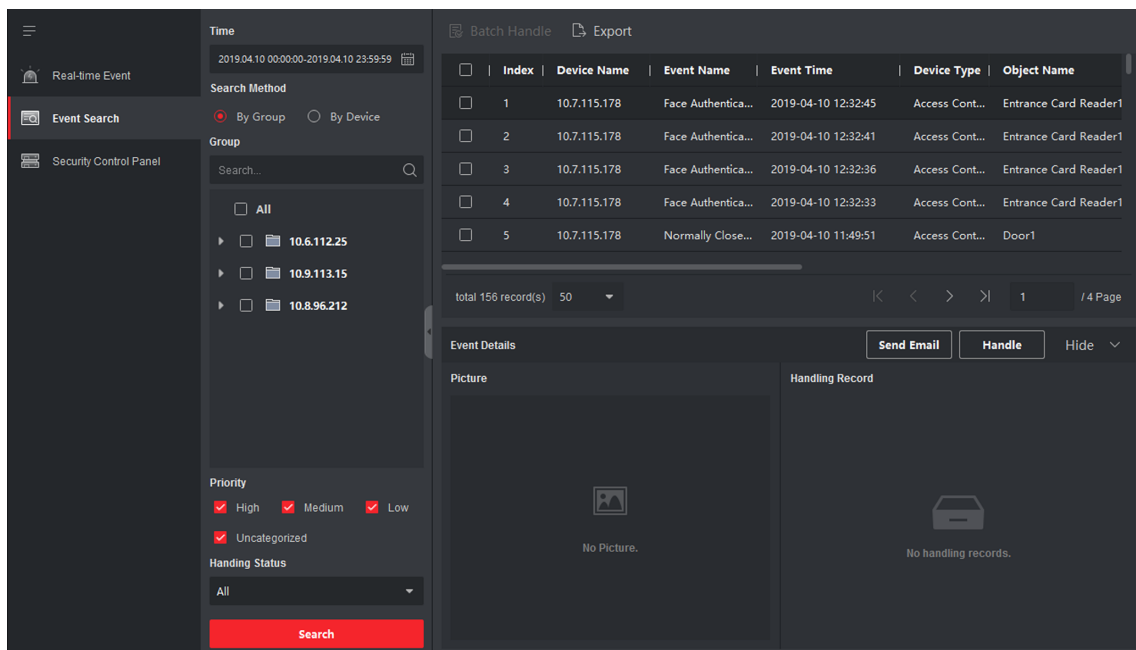 Real-time Event
Event Search
Security Control Panel
Time
2019.04.10 00:00:00-2019.04.10 23:59:59
Search Method
By Group By Device
Group
Search...
All
10.6.112.25
10.9.113.15
10.8.96.212
Priority
High Medium Low
Uncategorized
Handing Status
All
Search
Batch Handle Export
Index | Device Name | Event Name | Event Time | Device Type | Object Name
1 10.7.115.178 Face Authentica... 2019-04-10 12:32:45 Access Cont... Entrance Card Reader1
2 10.7.115.178 Face Authentica... 2019-04-10 12:32:41 Access Cont... Entrance Card Reader1
3 10.7.115.178 Face Authentica... 2019-04-10 12:32:36 Access Cont... Entrance Card Reader1
4 10.7.115.178 Face Authentica... 2019-04-10 12:32:33 Access Cont... Entrance Card Reader1
5 10.7.115.178 Normally Close... 2019-04-10 11:49:51 Access Cont... Door1
total 156 record(s) 50 1 / 4 Page
Event Details Send Email Handle Hide
Picture Handling Record
No Picture.
No handling records.